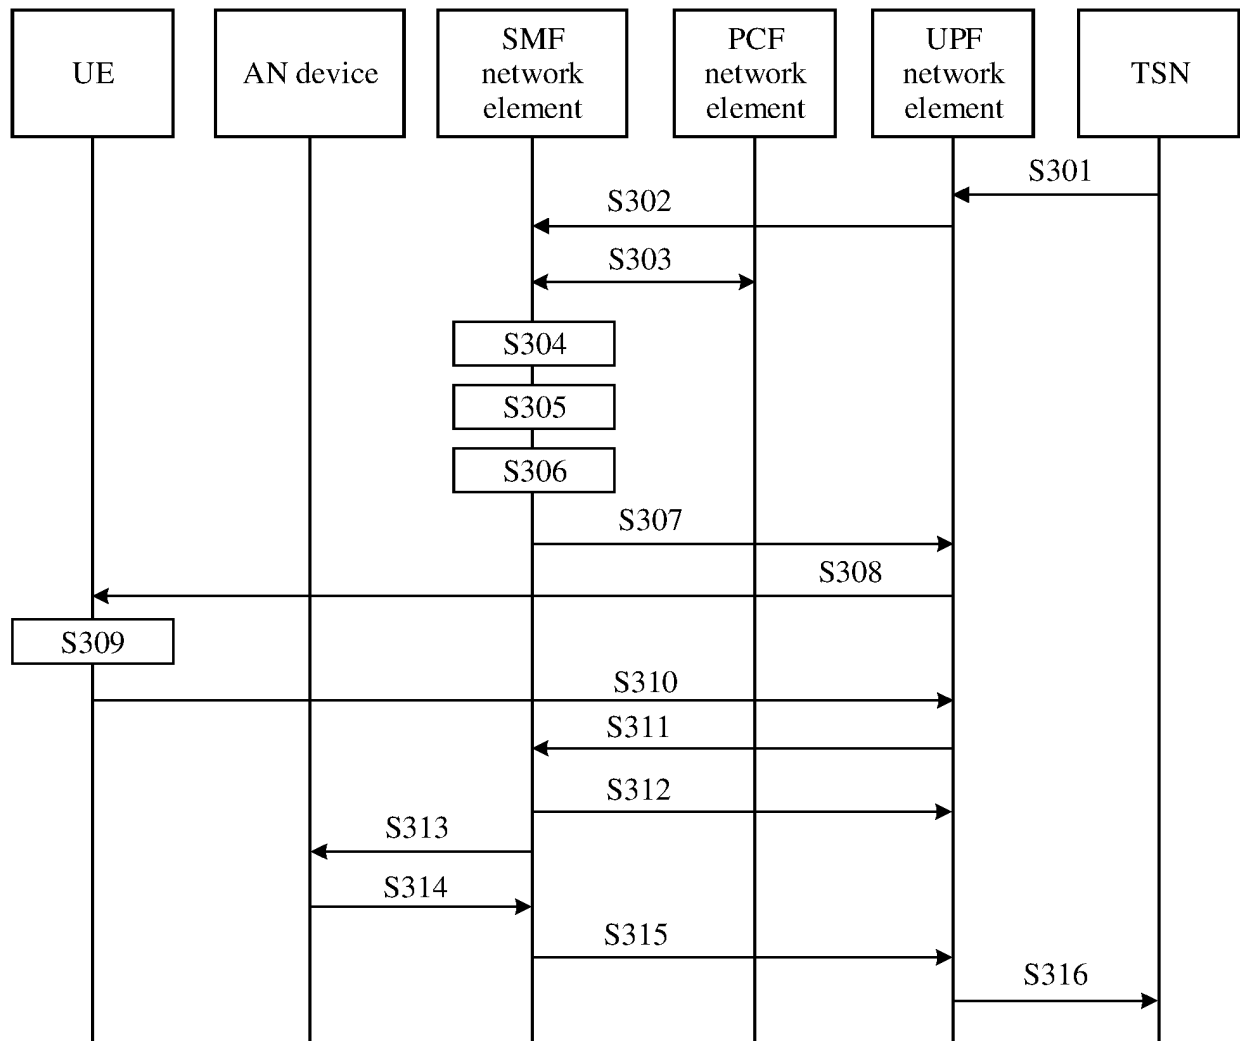 UE
AN device
SMF
network
element
PCF
network
element
UPF
network
element
TSN
S301
S302
S303
S304
S305
S306
S307
S308
S309
S310
S311
S312
S313
S314
S315
S316